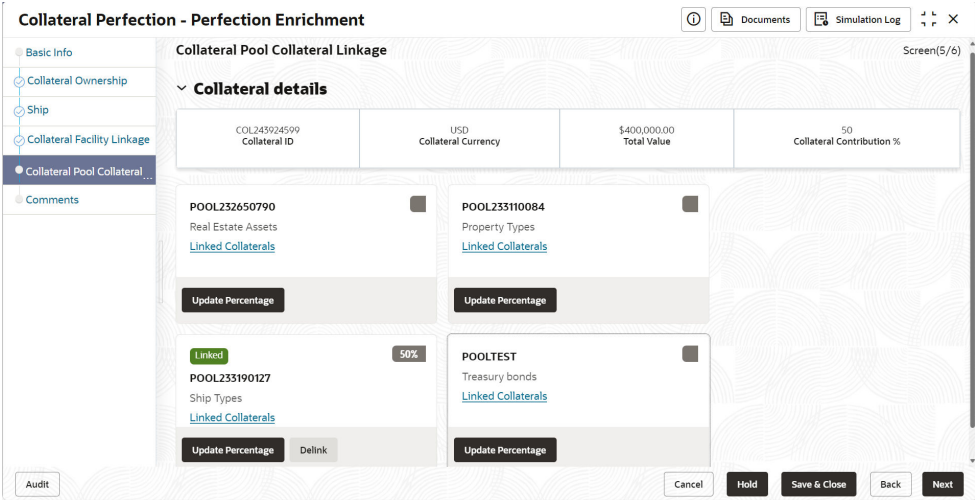 Collateral Perfection - Perfection Enrichment
Documents
Simulation Log
Basic Info
Collateral Ownership
Ship
Collateral Facility Linkage
Collateral Pool Collateral ...
Comments
Collateral Pool Collateral Linkage
Screen(5/6)
Collateral details
COL243924599
Collateral ID
USD
Collateral Currency
$400,000.00
Total Value
50
Collateral Contribution %
POOL232650790
Real Estate Assets
Linked Collaterals
Update Percentage
POOL233110084
Property Types
Linked Collaterals
Update Percentage
Linked
50%
POOL233190127
Ship Types
Linked Collaterals
Update Percentage
Delink
POOLTEST
Treasury bonds
Linked Collaterals
Update Percentage
Audit
Cancel
Hold
Save & Close
Back
Next